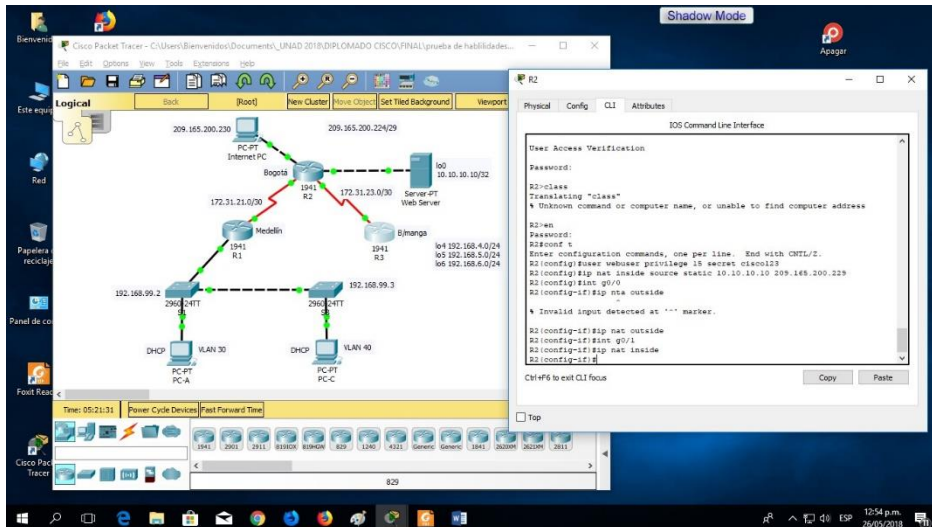 Shadow Mode
Bienvenid
Apagar
Este equip
Red
Papelera
reciclaje
Panel de co
Foxit Read
Cisco Pac
Tracer
Cisco Packet Tracer - C:\Users\Bienvenidos\Documents\_UNAD 2018\DIPLOMADO CISCO\FINAL\prueba de habilidades...
File Edit Options View Tools Extensions Help
Logical Back [Root] New Cluster Move Object Set Tiled Background Viewport
209.165.200.230
209.165.200.224/29
PC-PT
Internet PC
Bogotá
1941
R2
lo0
10.10.10.10/32
Server-PT
Web Server
172.31.21.0/30
172.31.23.0/30
Medellín
1941
R1
B/manga
1941
R3
lo4 192.168.4.0/24
lo5 192.168.5.0/24
lo6 192.168.6.0/24
192.168.99.2
192.168.99.3
2960-24TT
2960-24TT
DHCP
VLAN 30
PC-PT
PC-A
DHCP
VLAN 40
PC-PT
PC-C
Time: 05:21:31 Power Cycle Devices Fast Forward Time
1941 2901 2911 819IOX 819HGW 829 1240 4321 Generic Generic 1841 2620XM 2621XM 2811
829
R2
Physical Config CLI Attributes
IOS Command Line Interface
User Access Verification
Password:
R2>class
Translating "class"
% Unknown command or computer name, or unable to find computer address
R2>en
Password:
R2#conf t
Enter configuration commands, one per line. End with CNTL/Z.
R2(config)#user webuser privilege 15 secret cisco123
R2(config)#ip nat inside source static 10.10.10.10 209.165.200.229
R2(config)#int g0/0
R2(config-if)#ip nta outside
^
% Invalid input detected at '^' marker.
R2(config-if)#ip nat outside
R2(config-if)#int g0/1
R2(config-if)#ip nat inside
R2(config-if)#
Ctrl+F6 to exit CLI focus
Copy
Paste
Top
ESP
12:54 p.m.
26/05/2018